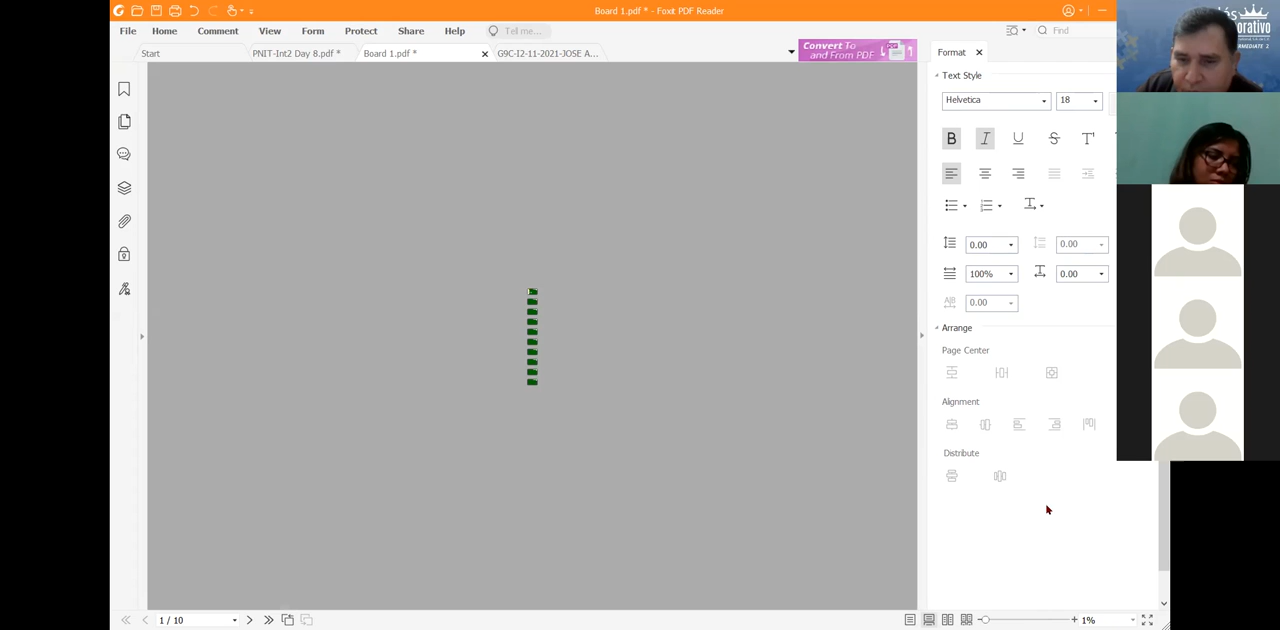 Board 1.pdf * - Foxit PDF Reader
File Home Comment View Form Protect Share Help Tell me... Find
Start PNIT-Int2 Day 8.pdf * Board 1.pdf * G9C-I2-11-2021-JOSE A...
Convert To
and From PDF
Format
Text Style
Helvetica 18
B I U S T
0.00 0.00
100% 0.00
0.00
Arrange
Page Center
Alignment
Distribute
1 / 10 1%